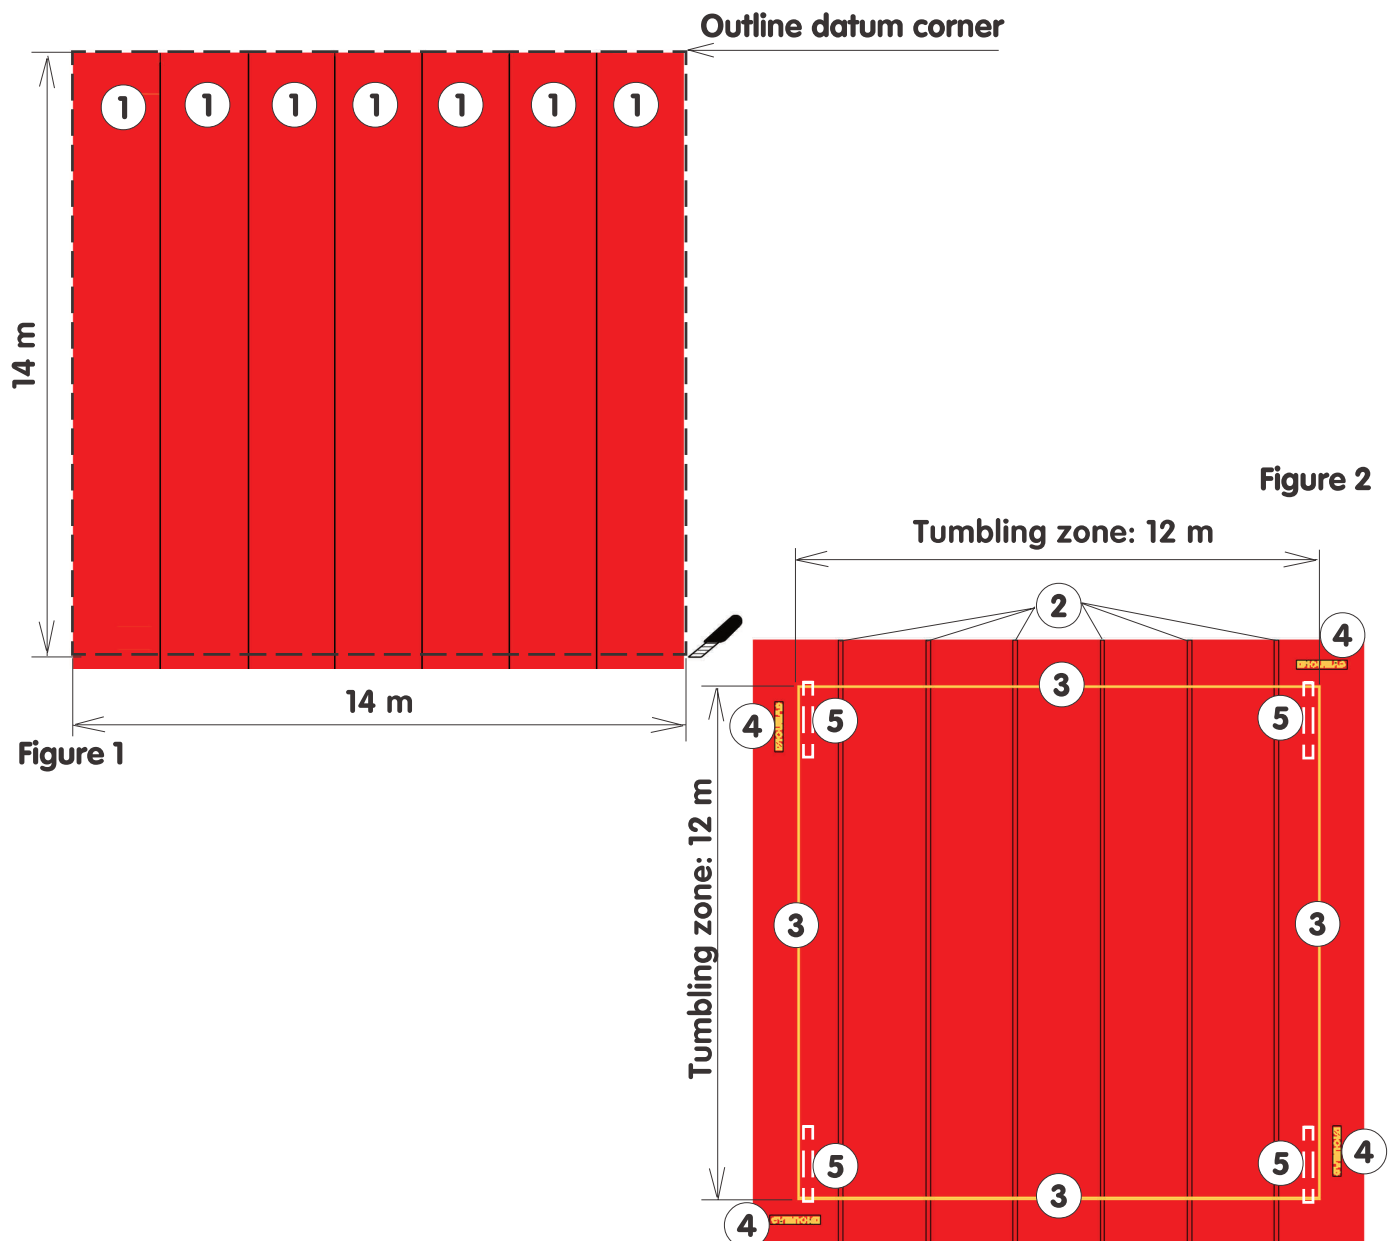 Outline datum corner
1 1 1 1 1 1 1
14 m
14 m
Figure 1
Figure 2
Tumbling zone: 12 m
2
4
3
4 5 5
Tumbling zone: 12 m
3 3
5 5 4
3
4